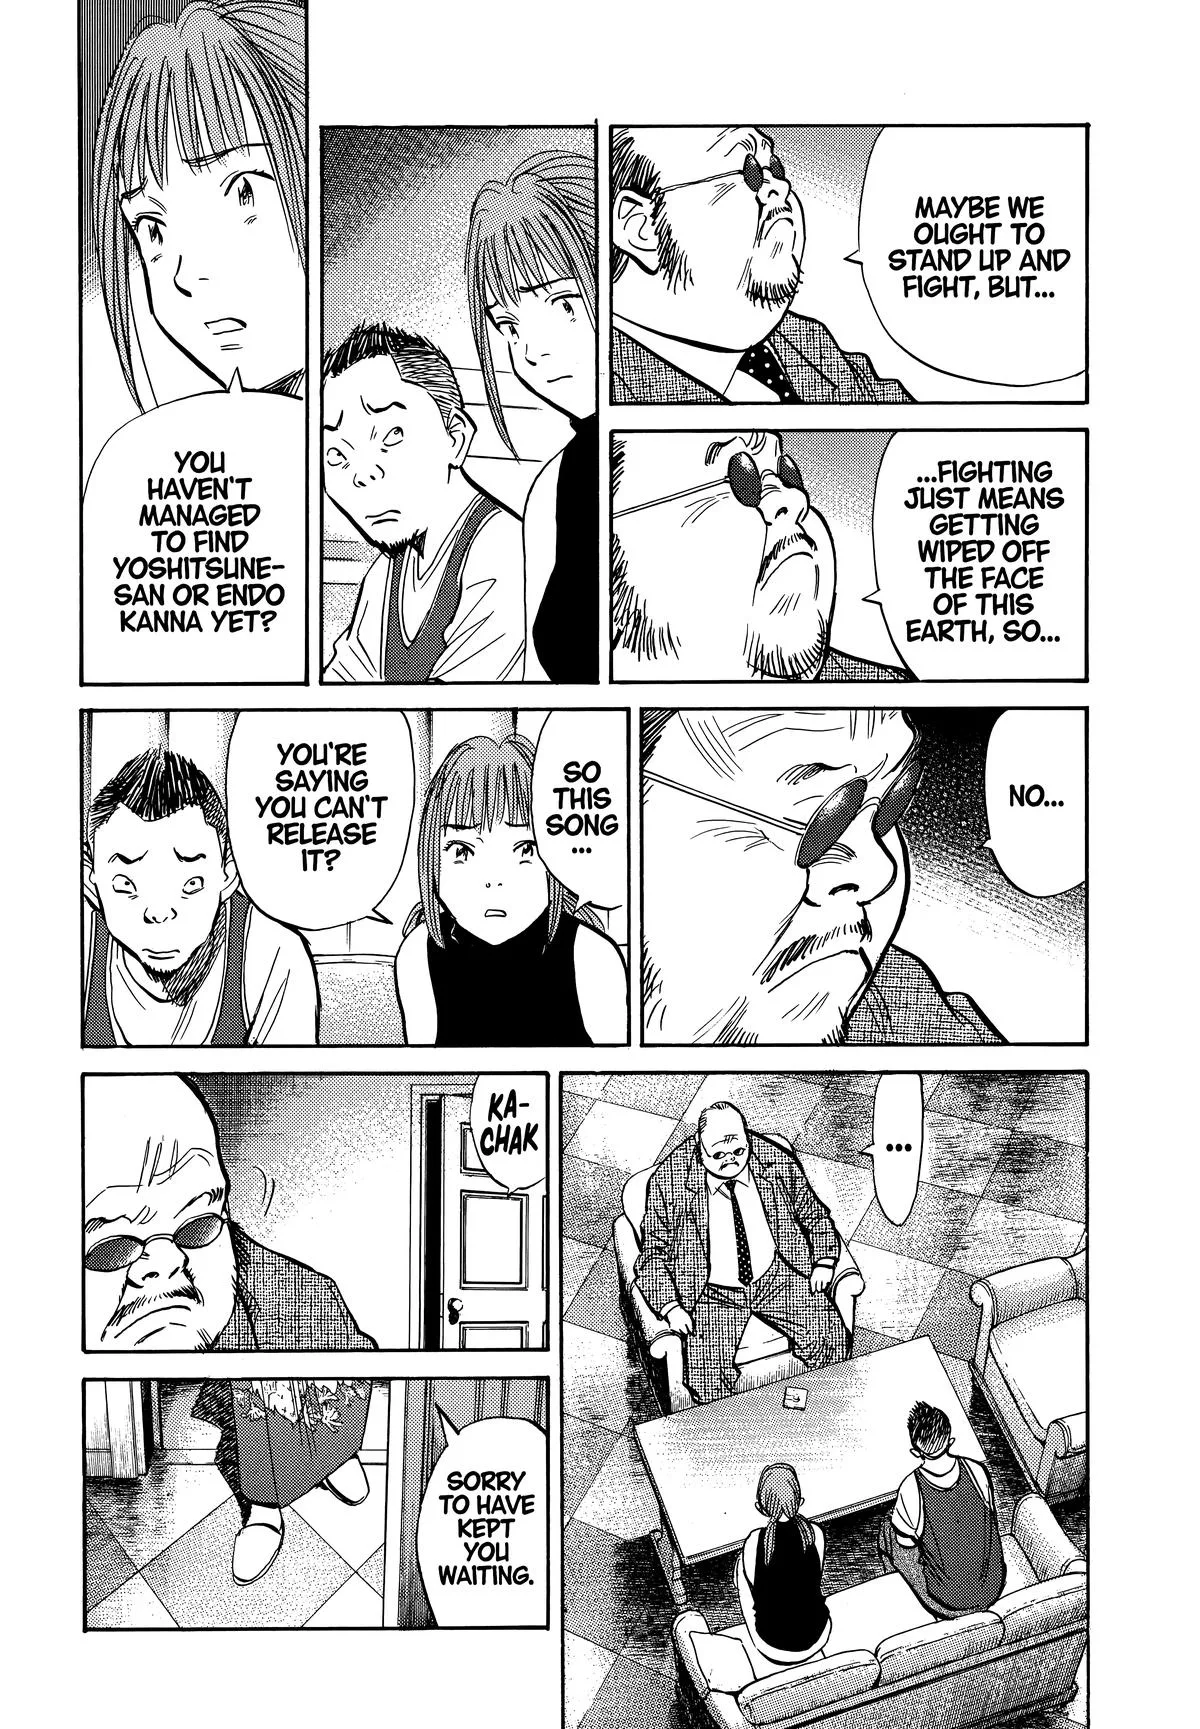 MAYBE WE
OUGHT TO
STAND UP AND
FIGHT, BUT...
...FIGHTING
JUST MEANS
GETTING
WIPED OFF
THE FACE
OF THIS
EARTH, SO...
YOU
HAVEN'T
MANAGED
TO FIND
YOSHITSUNE-
SAN OR ENDO
KANNA YET?
NO...
SO
THIS
SONG
...
YOU'RE
SAYING
YOU CAN'T
RELEASE
IT?
...
KA-
CHAK
SORRY
TO HAVE
KEPT
YOU
WAITING.